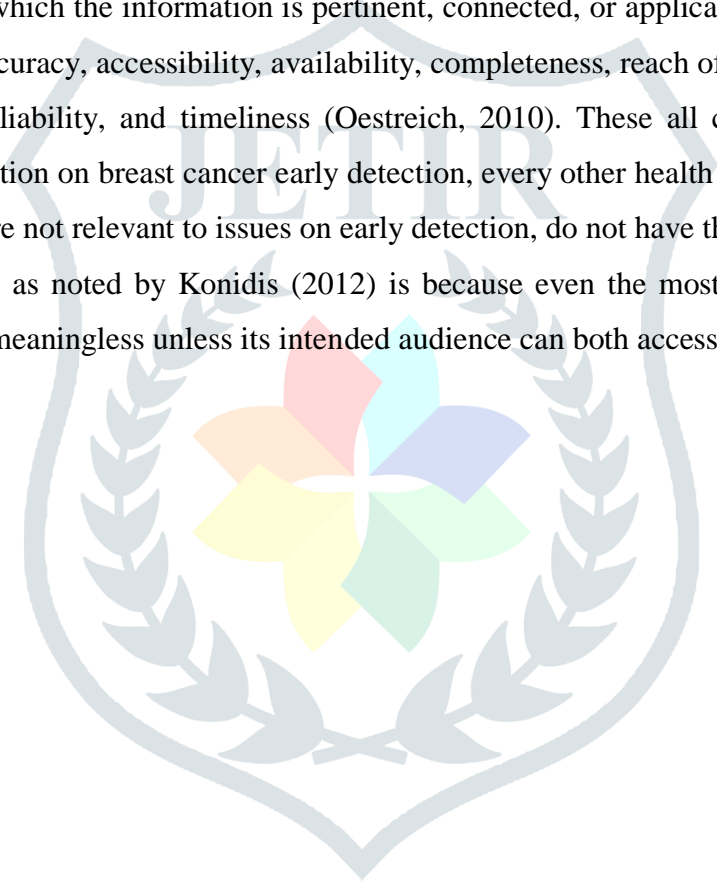 which the information is pertinent, connected, or applica
curacy, accessibility, availability, completeness, reach of
liability, and timeliness (Oestreich, 2010). These all
tion on breast cancer early detection, every other health
re not relevant to issues on early detection, do not have
as noted by Konidis (2012) is because even the most
meaningless unless its intended audience can both access
JETIR